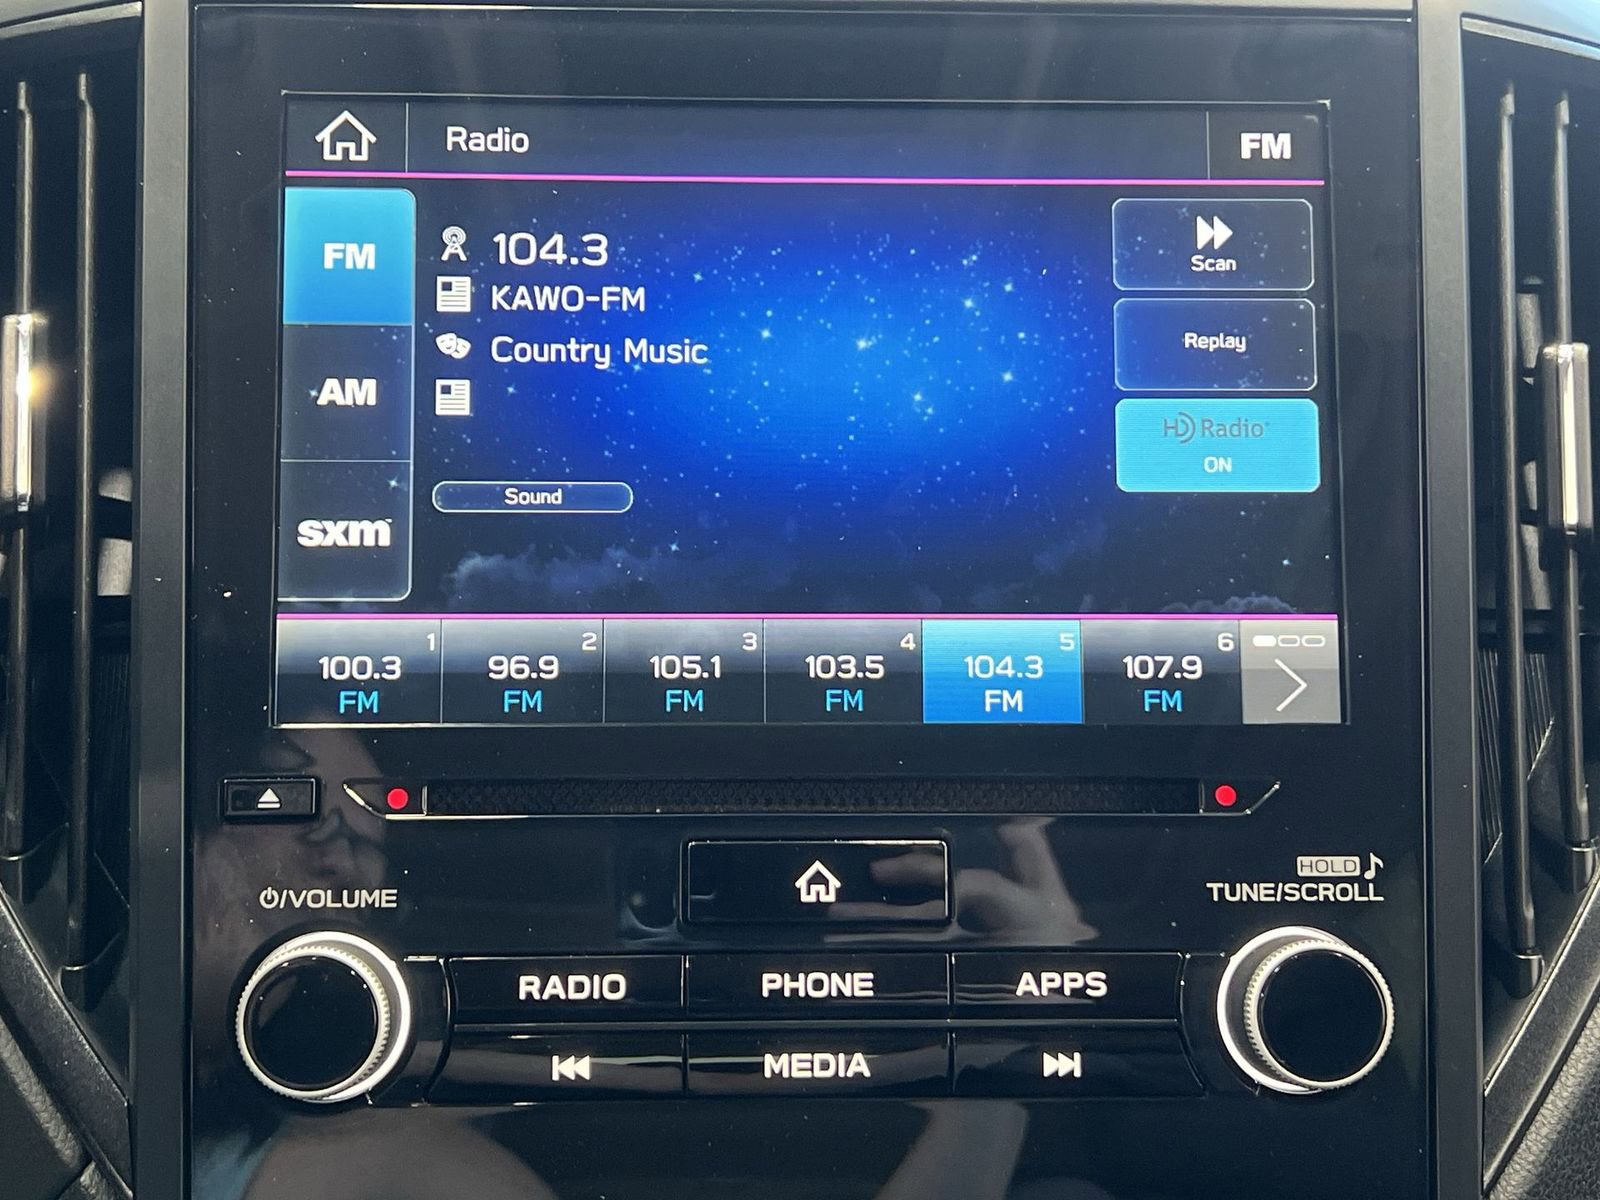 Radio
FM
FM
AM
sxm
104.3
KAWO-FM
Country Music
Sound
Scan
Replay
HD Radio
ON
1
100.3
FM
2
96.9
FM
3
105.1
FM
4
103.5
FM
5
104.3
FM
6
107.9
FM
/VOLUME
HOLD
TUNE/SCROLL
RADIO
PHONE
APPS
MEDIA